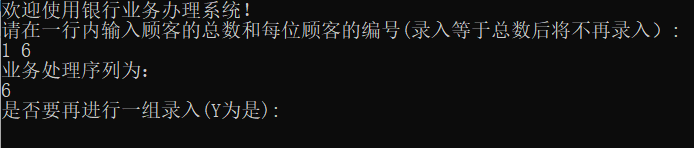 欢迎使用银行业务办理系统!
请在一行内输入顾客的总数和每位顾客的编号(录入等于总数后将不再录入）:
1 6
业务处理序列为:
6
是否要再进行一组录入(Y为是):